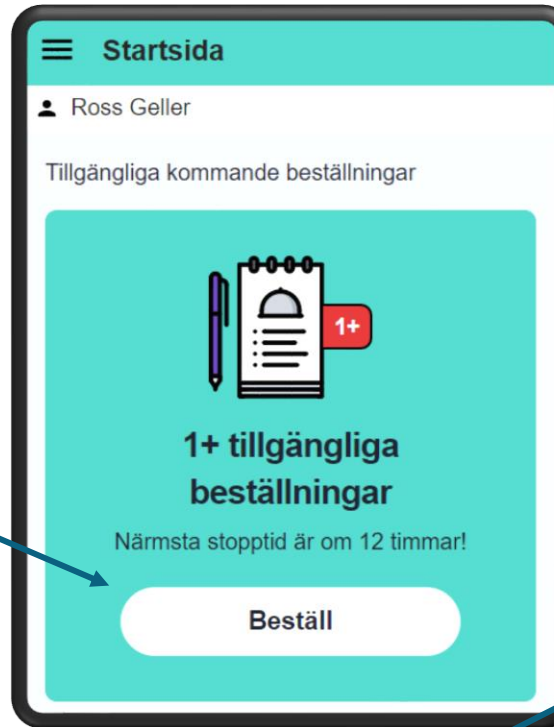 Startsida
Ross Geller
Tillgängliga kommande beställningar
1+
1+ tillgängliga
beställningar
Närmsta stopptid är om 12 timmar!
Beställ